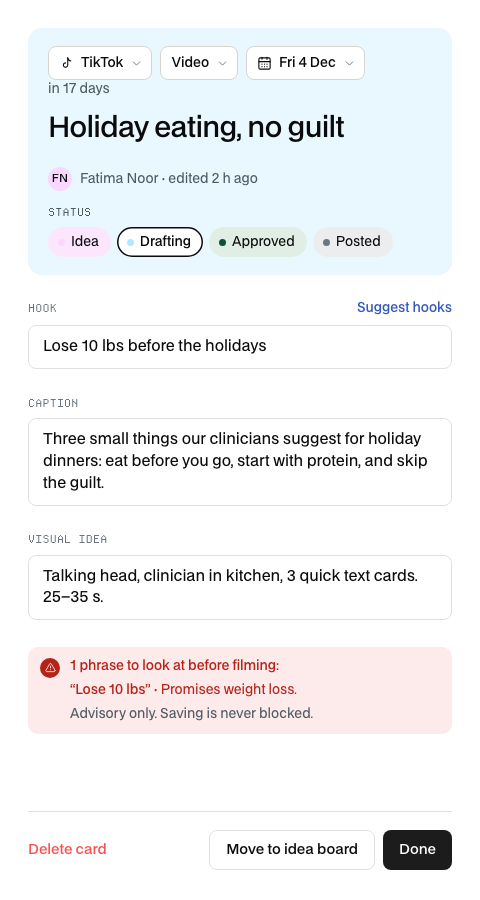 TikTok Video Fri 4 Dec
in 17 days
Holiday eating, no guilt
FN Fatima Noor · edited 2 h ago
STATUS
Idea Drafting Approved Posted
HOOK Suggest hooks
Lose 10 lbs before the holidays
CAPTION
Three small things our clinicians suggest for holiday
dinners: eat before you go, start with protein, and skip
the guilt.
VISUAL IDEA
Talking head, clinician in kitchen, 3 quick text cards.
25–35 s.
1 phrase to look at before filming:
“Lose 10 lbs” · Promises weight loss.
Advisory only. Saving is never blocked.
Delete card Move to idea board Done